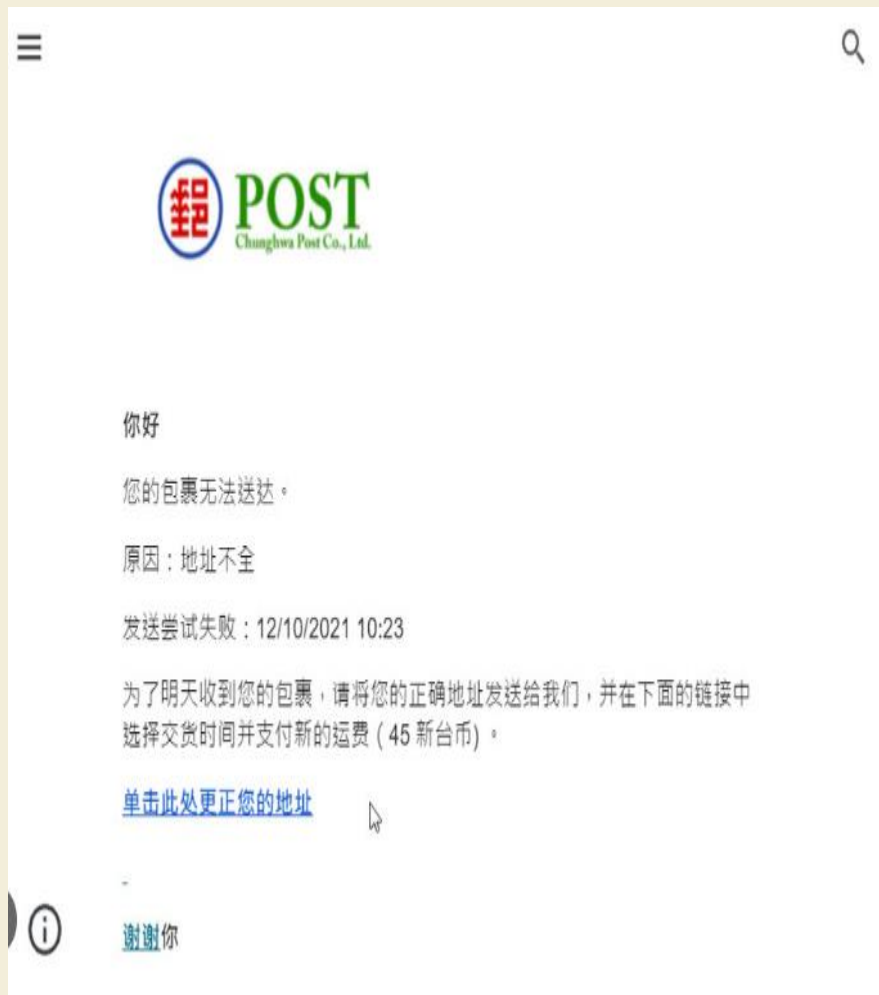 郵 POST
Chunghwa Post Co., Ltd.
你好
您的包裹无法送达。
原因：地址不全
发送尝试失败：12/10/2021 10:23
为了明天收到您的包裹，请将您的正确地址发送给我们，并在下面的链接中
选择交货时间并支付新的运费 ( 45 新台币) 。
单击此处更正您的地址
-
谢谢你